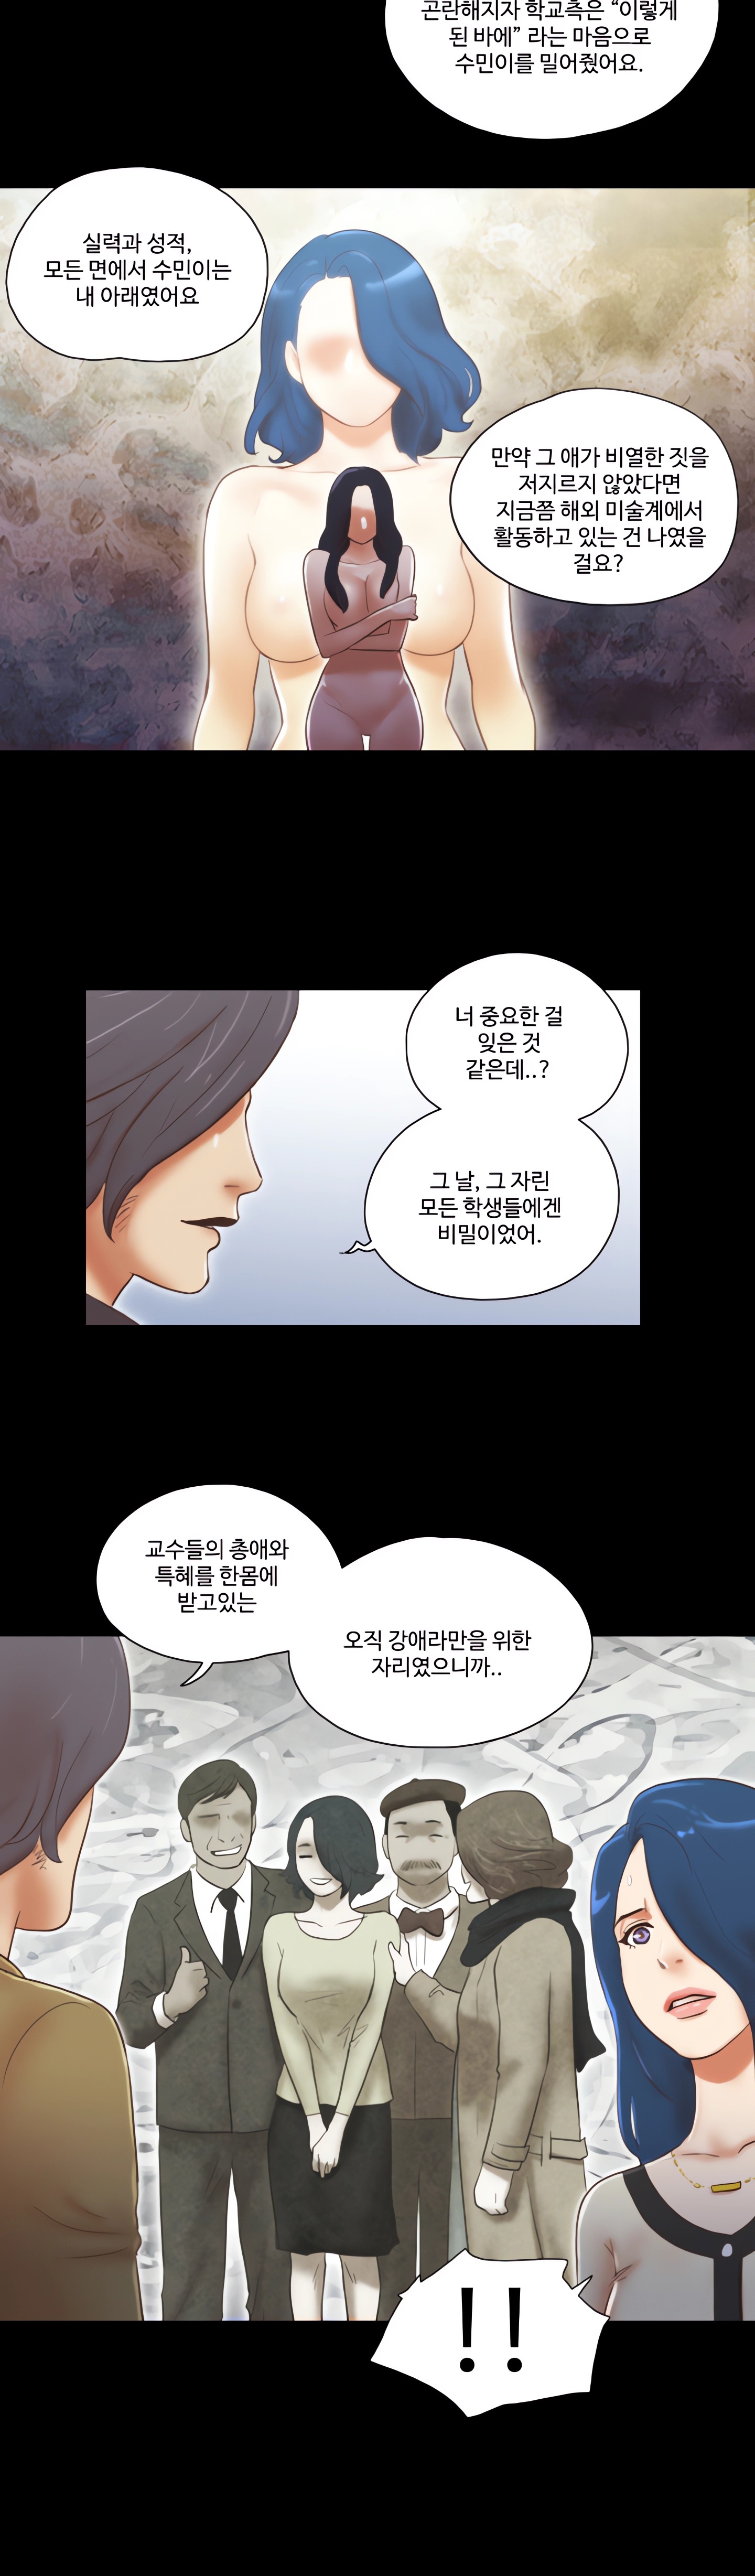 곤란해지자 학교측은 “이렇게
된 바에” 라는 마음으로
수민이를 밀어줬어요.
실력과 성적,
모든 면에서 수민이는
내 아래였어요
만약 그 애가 비열한 짓을
저지르지 않았다면
지금쯤 해외 미술계에서
활동하고 있는 건 나였을
걸요?
너 중요한 걸
잊은 것
같은데..?
그 날, 그 자린
모든 학생들에겐
비밀이었어.
교수들의 총애와
특혜를 한몸에
받고있는
오직 강애라만을 위한
자리였으니까..
!!